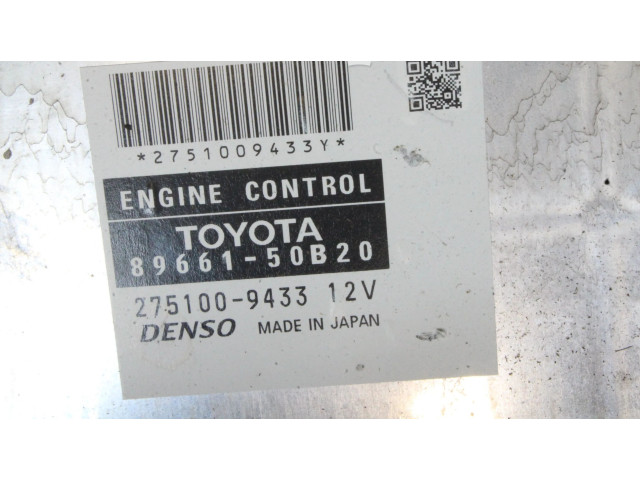 *2751009433Y*
ENGINE CONTROL
TOYOTA
89661-50B20
275100-9433 12V
DENSO MADE IN JAPAN